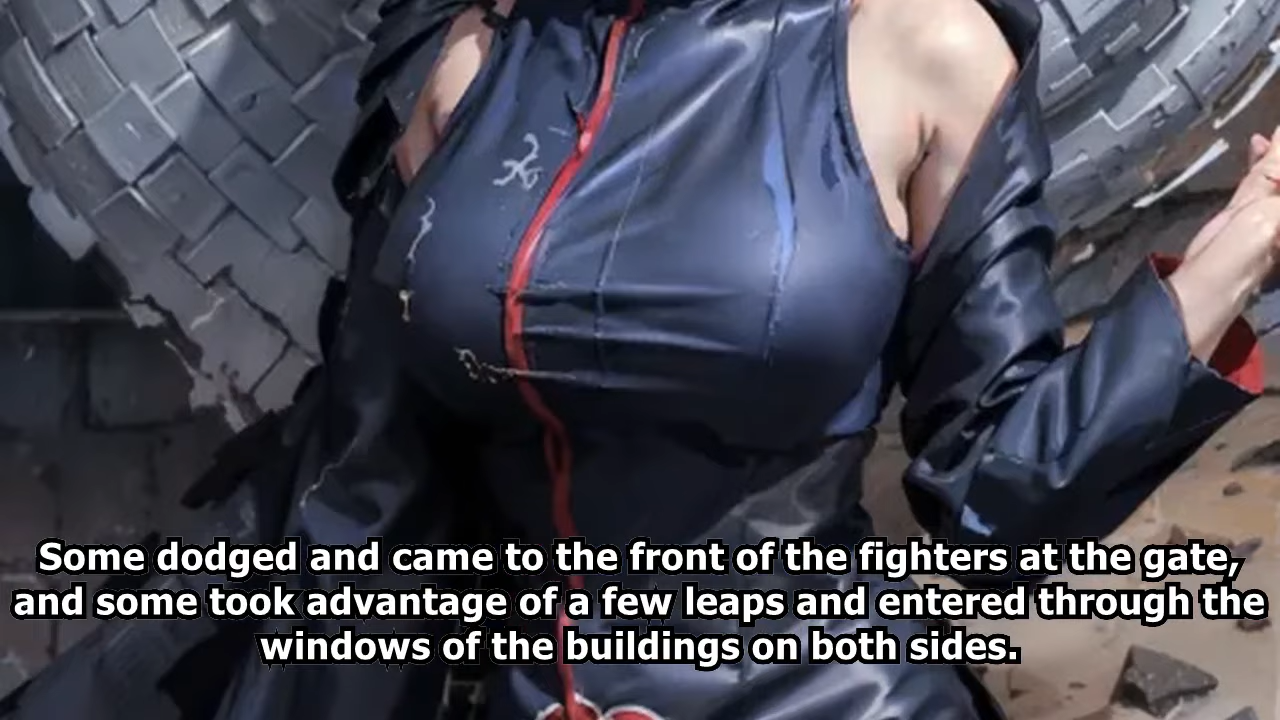 Some dodged and came to the front of the fighters at the gate,
and some took advantage of a few leaps and entered through the
windows of the buildings on both sides.